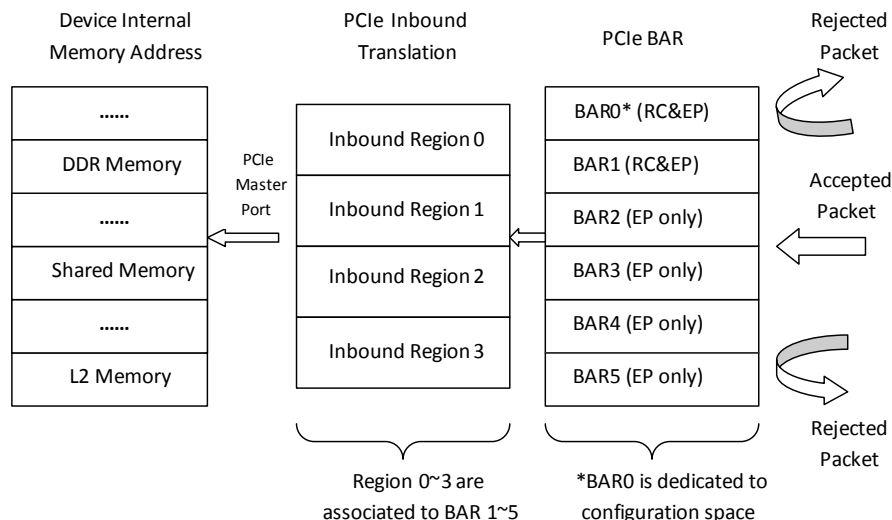 Device Internal
Memory Address
PCIe Inbound
Translation
PCIe BAR
Rejected
Packet
......
DDR Memory
......
Shared Memory
......
L2 Memory
PCIe
Master
Port
Inbound Region 0
Inbound Region 1
Inbound Region 2
Inbound Region 3
BAR0* (RC&EP)
BAR1 (RC&EP)
BAR2 (EP only)
BAR3 (EP only)
BAR4 (EP only)
BAR5 (EP only)
Accepted
Packet
Rejected
Packet
Region 0~3 are
associated to BAR 1~5
*BAR0 is dedicated to
configuration space